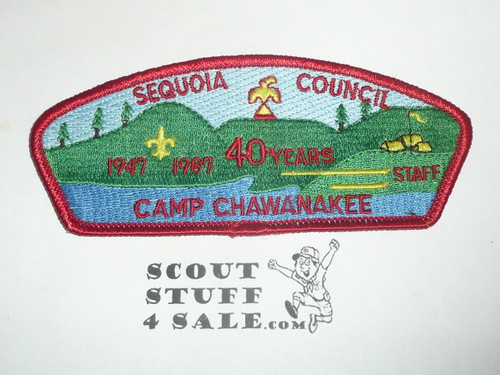 SEQUOIA COUNCIL
1947 1987 40 YEARS
STAFF
CAMP CHAWANAKEE
SCOUT
STUFF
4 SALE.COM